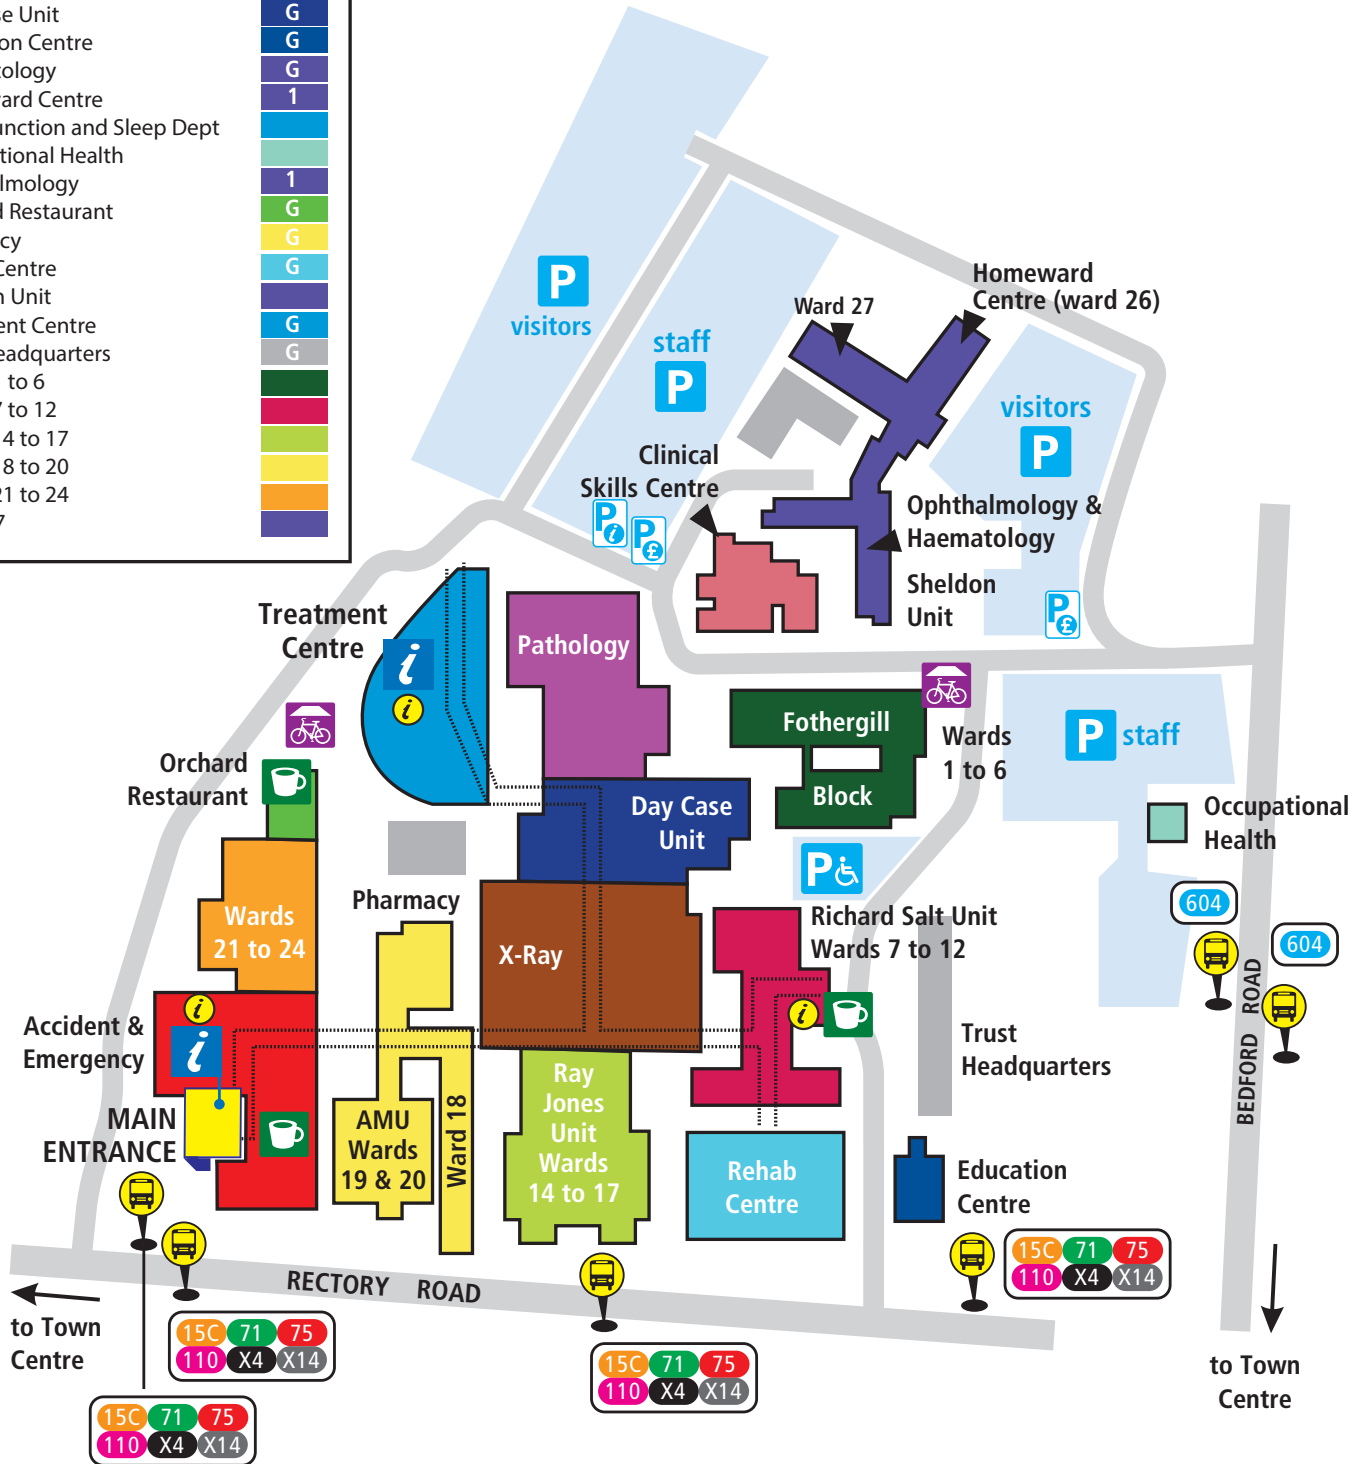 se Unit G
on Centre G
tology G
ard Centre 1
unction and Sleep Dept
tional Health
lmology 1
d Restaurant G
cy G
Centre G
n Unit
ent Centre G
eadquarters G
1 to 6
7 to 12
14 to 17
18 to 20
21 to 24
7
P
visitors
staff
P
Ward 27
Homeward
Centre (ward 26)
visitors
P
Clinical
Skills Centre
P i
P £
Ophthalmology &
Haematology
Sheldon
Unit
P £
Treatment
Centre
i
i
Pathology
Fothergill
Block
Wards
1 to 6
P staff
Orchard
Restaurant
Day Case
Unit
Occupational
Health
Pharmacy
P
Wards
21 to 24
X-Ray
Richard Salt Unit
Wards 7 to 12
604
604
Accident &
Emergency
i
i
i
Trust
Headquarters
BEDFORD ROAD
MAIN
ENTRANCE
AMU
Wards
19 & 20
Ward 18
Ray
Jones
Unit
Wards
14 to 17
Rehab
Centre
Education
Centre
15C 71 75
110 X4 X14
RECTORY ROAD
to Town
Centre
15C 71 75
110 X4 X14
15C 71 75
110 X4 X14
15C 71 75
110 X4 X14
to Town
Centre